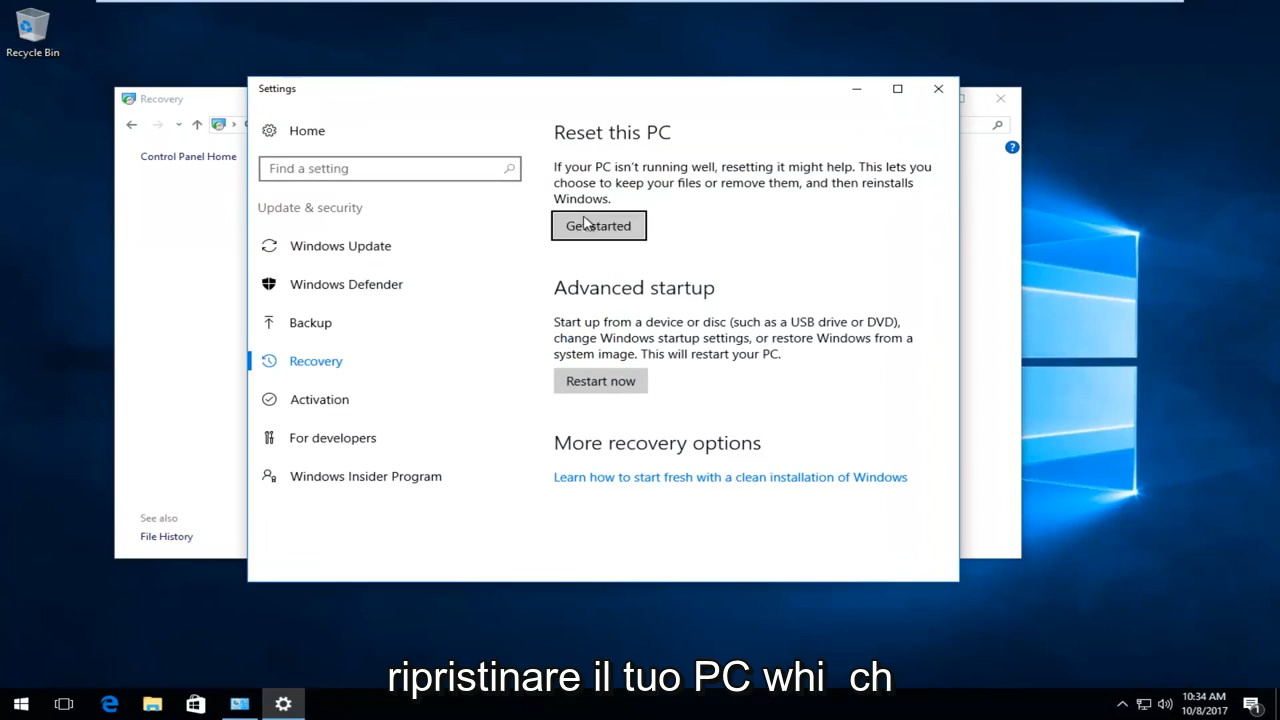 Recycle Bin
Recovery
Control Panel Home
See also
File History
Settings
Home
Find a setting
Update & security
Windows Update
Windows Defender
Backup
Recovery
Activation
For developers
Windows Insider Program
Reset this PC
If your PC isn't running well, resetting it might help. This lets you
choose to keep your files or remove them, and then reinstalls
Windows.
Get started
Advanced startup
Start up from a device or disc (such as a USB drive or DVD),
change Windows startup settings, or restore Windows from a
system image. This will restart your PC.
Restart now
More recovery options
Learn how to start fresh with a clean installation of Windows
ripristinare il tuo PC whi ch
10:34 AM
10/8/2017